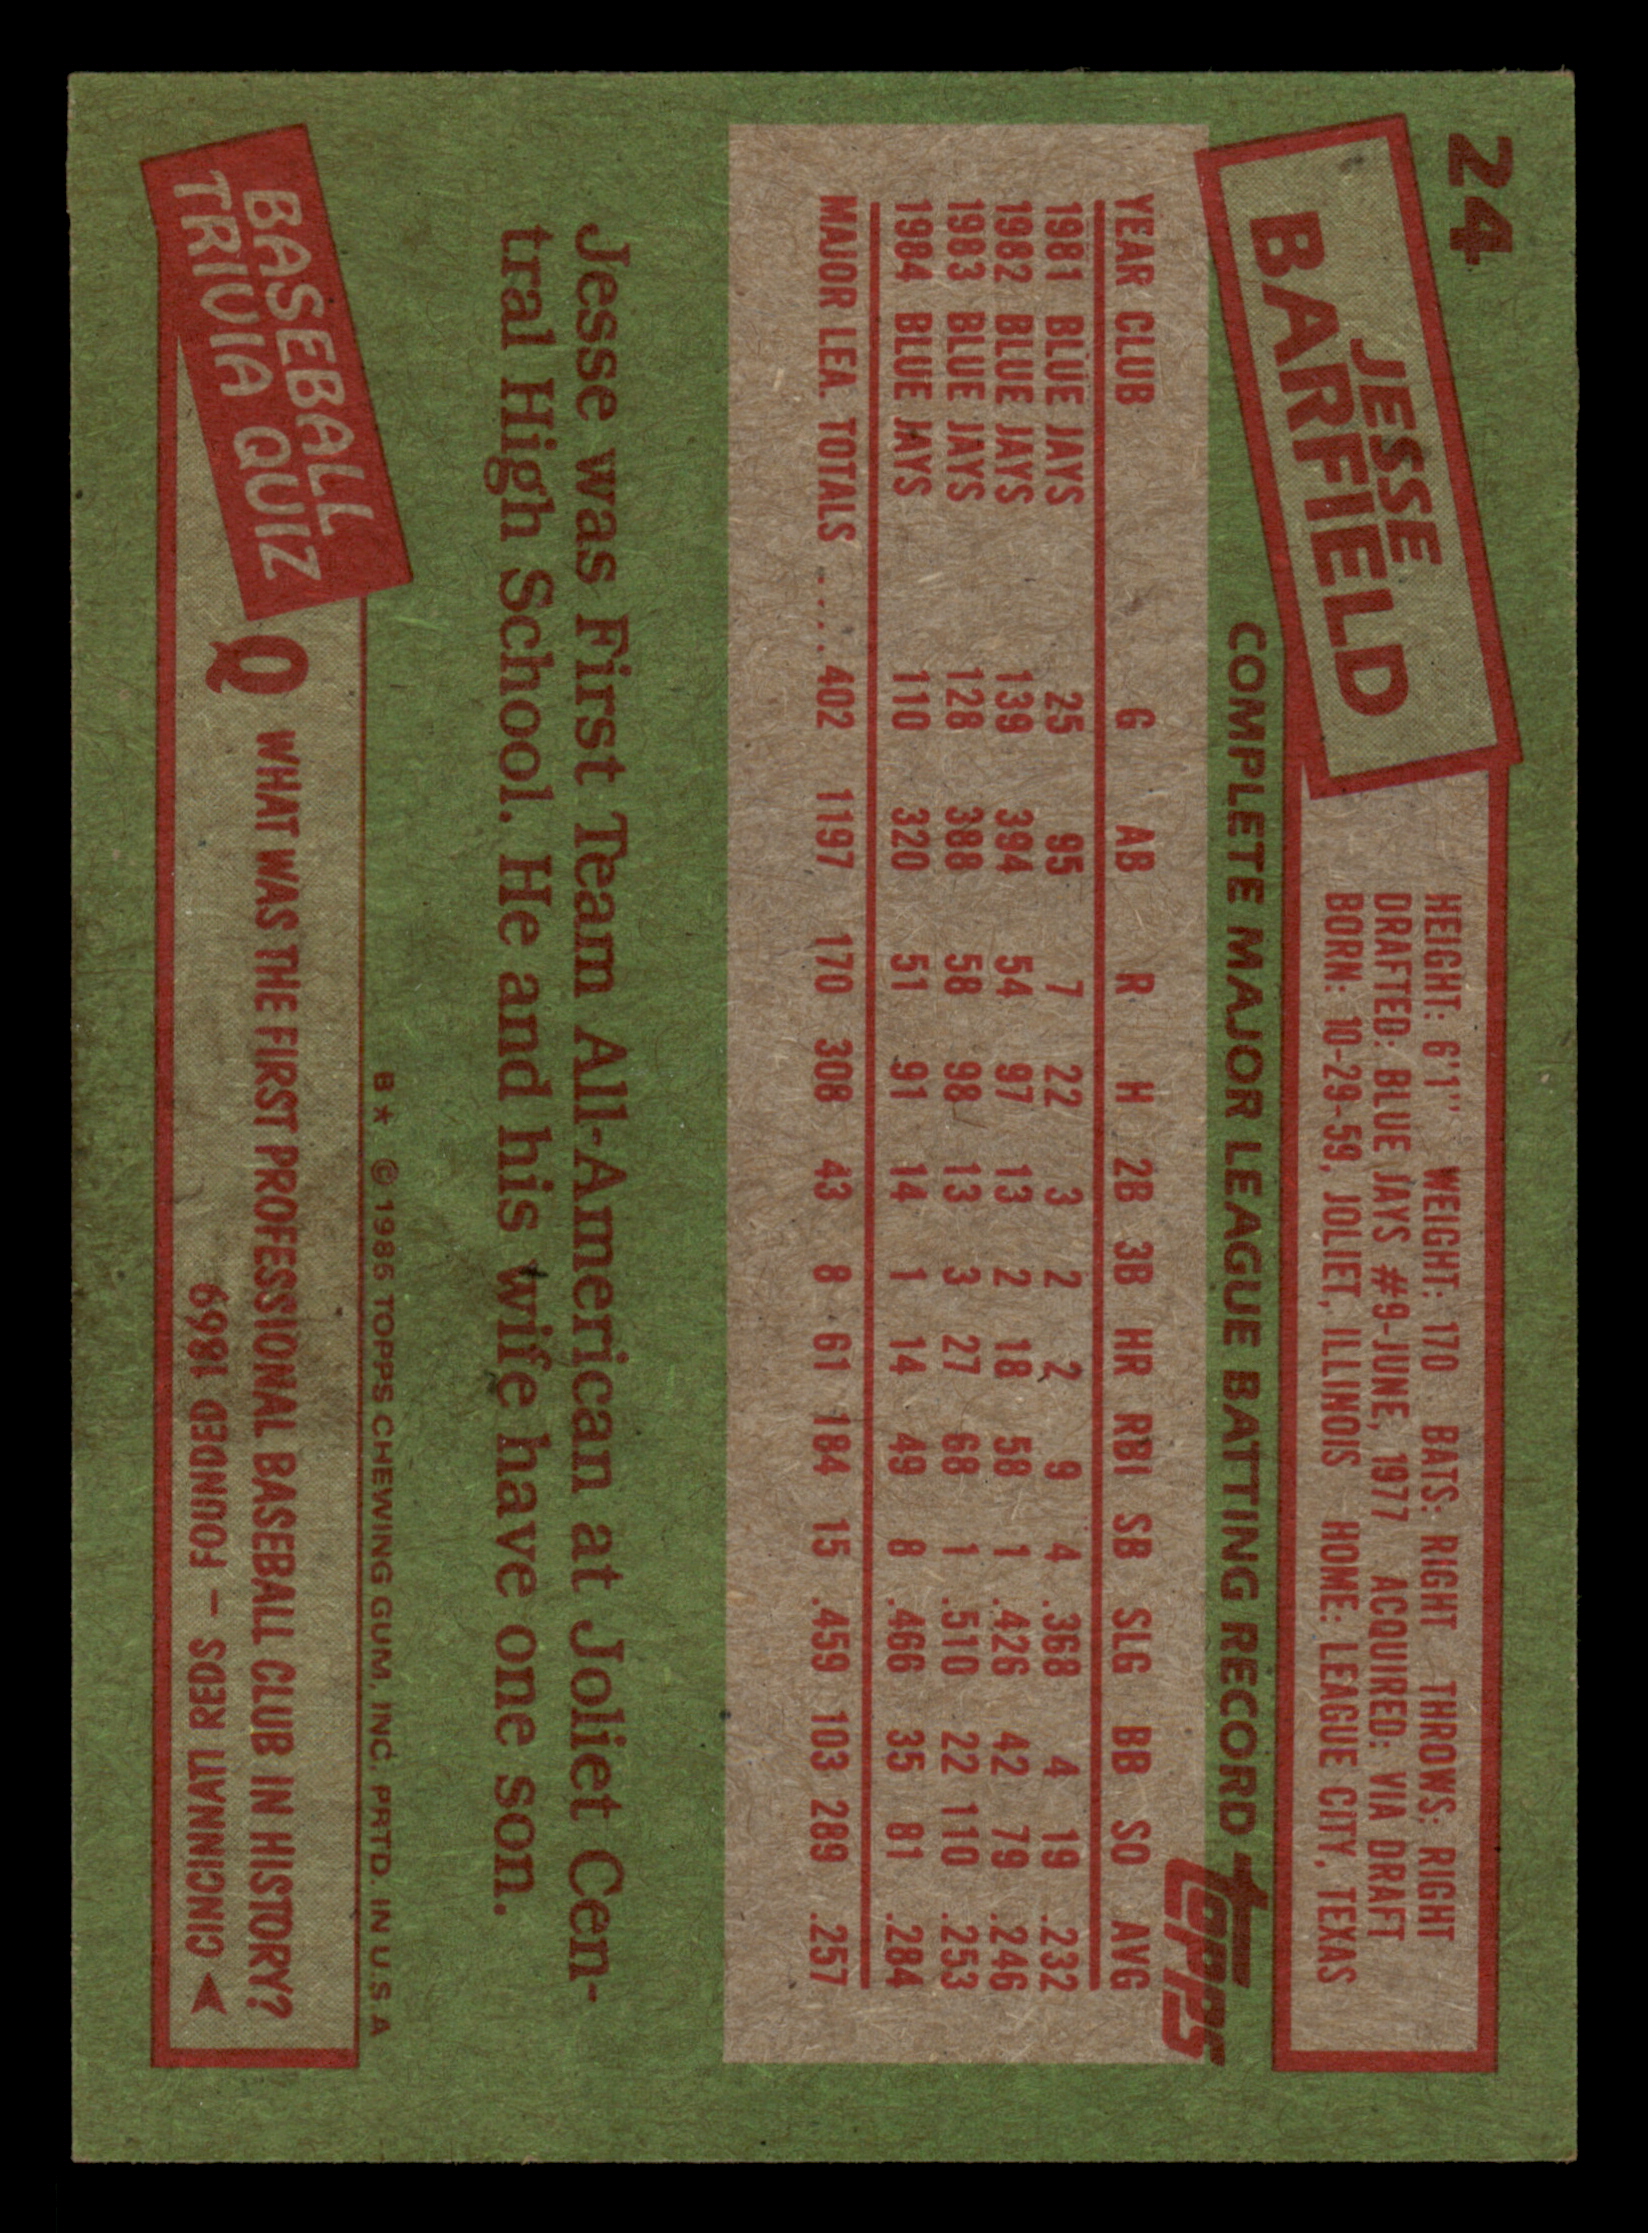 24
JESSE
BARFIELD
HEIGHT: 6'1" WEIGHT: 170 BATS: RIGHT THROWS: RIGHT
DRAFTED: BLUE JAYS #9-JUNE, 1977 ACQUIRED: VIA DRAFT
BORN: 10-29-59, JOLIET, ILLINOIS HOME: LEAGUE CITY, TEXAS
COMPLETE MAJOR LEAGUE BATTING RECORD
topps
YEAR CLUB G AB R H 2B 3B HR RBI SB SLG BB SO AVG
1981 BLUE JAYS 25 95 7 22 3 2 2 9 4 .368 4 19 .232
1982 BLUE JAYS 139 394 54 97 13 2 18 58 1 .426 42 79 .246
1983 BLUE JAYS 128 388 58 98 13 3 27 68 1 .510 22 110 .253
1984 BLUE JAYS 110 320 51 91 14 1 14 49 8 .466 35 81 .284
MAJOR LEA. TOTALS .... 402 1197 170 308 43 8 61 184 15 .459 103 289 .257
Jesse was First Team All-American at Joliet Cen-
tral High School. He and his wife have one son.
B★ ©1985 TOPPS CHEWING GUM, INC. PRTD. IN U S A
BASEBALL
TRIVIA QUIZ
Q WHAT WAS THE FIRST PROFESSIONAL BASEBALL CLUB IN HISTORY?
CINCINNATI REDS – FOUNDED 1869